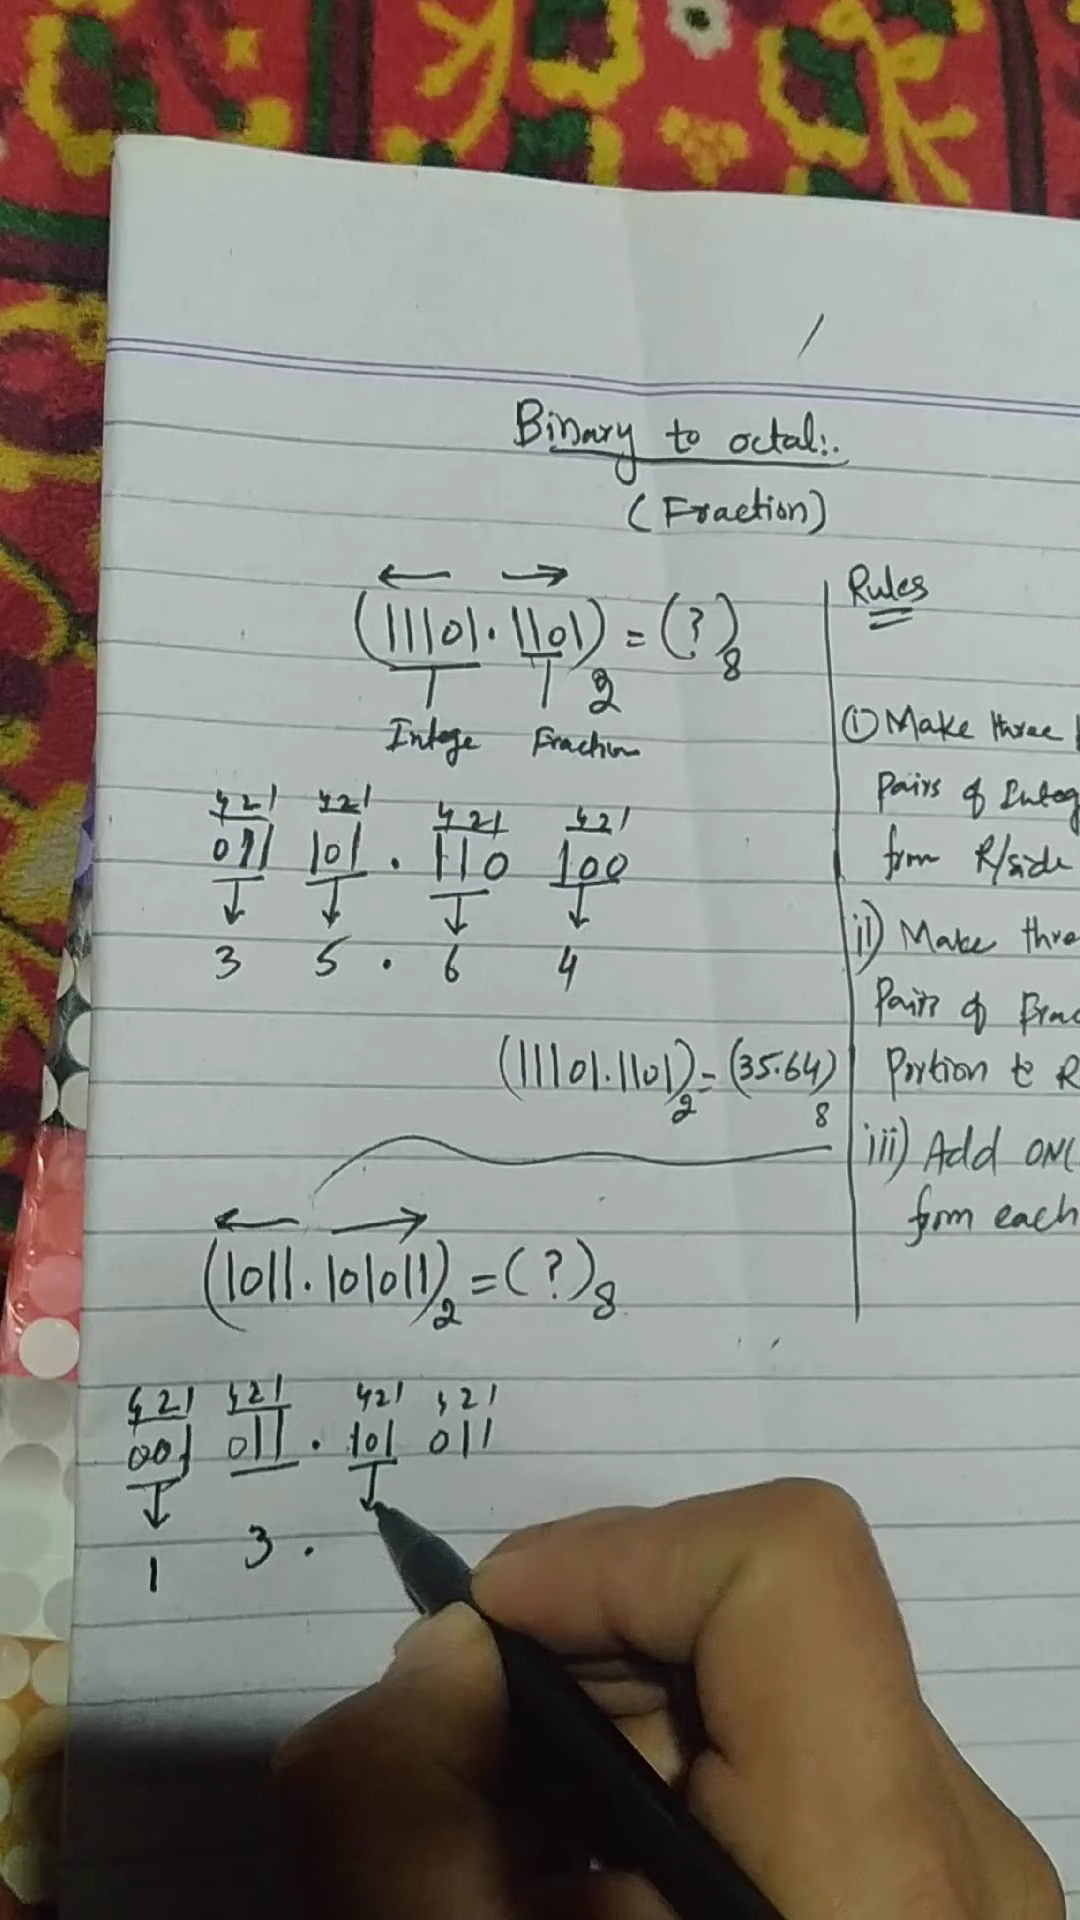 Binary to octal:.
(Fraction)
(11101.1101)2 = (?)8
Intege Fraction
421 421 421 421
011 101 . 110 100
3 5 . 6 4
(11101.1101)2 = (35.64)8
(1011.101011)2 = (?)8
421 421 421 421
001 011 . 101 011
1 3 .
Rules
(i) Make three
Pairs of Integ
from R/side
ii) Make thre
Pairs of Frac
Portion to R
iii) Add
from each